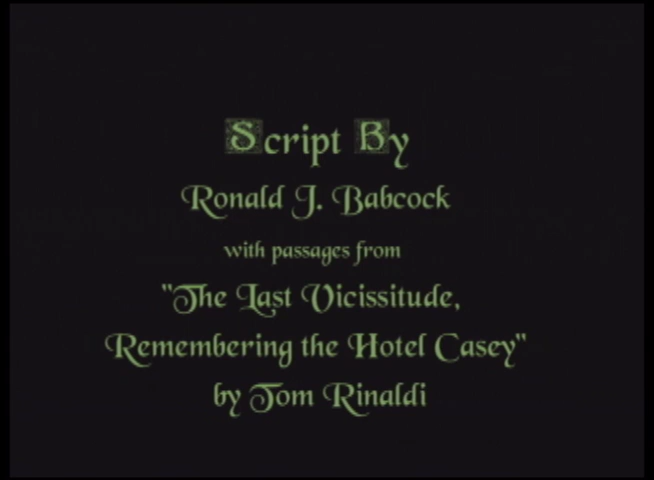 Script By
Ronald J. Babcock
with passages from
"The Last Vicissitude,
Remembering the Hotel Casey"
by Tom Rinaldi